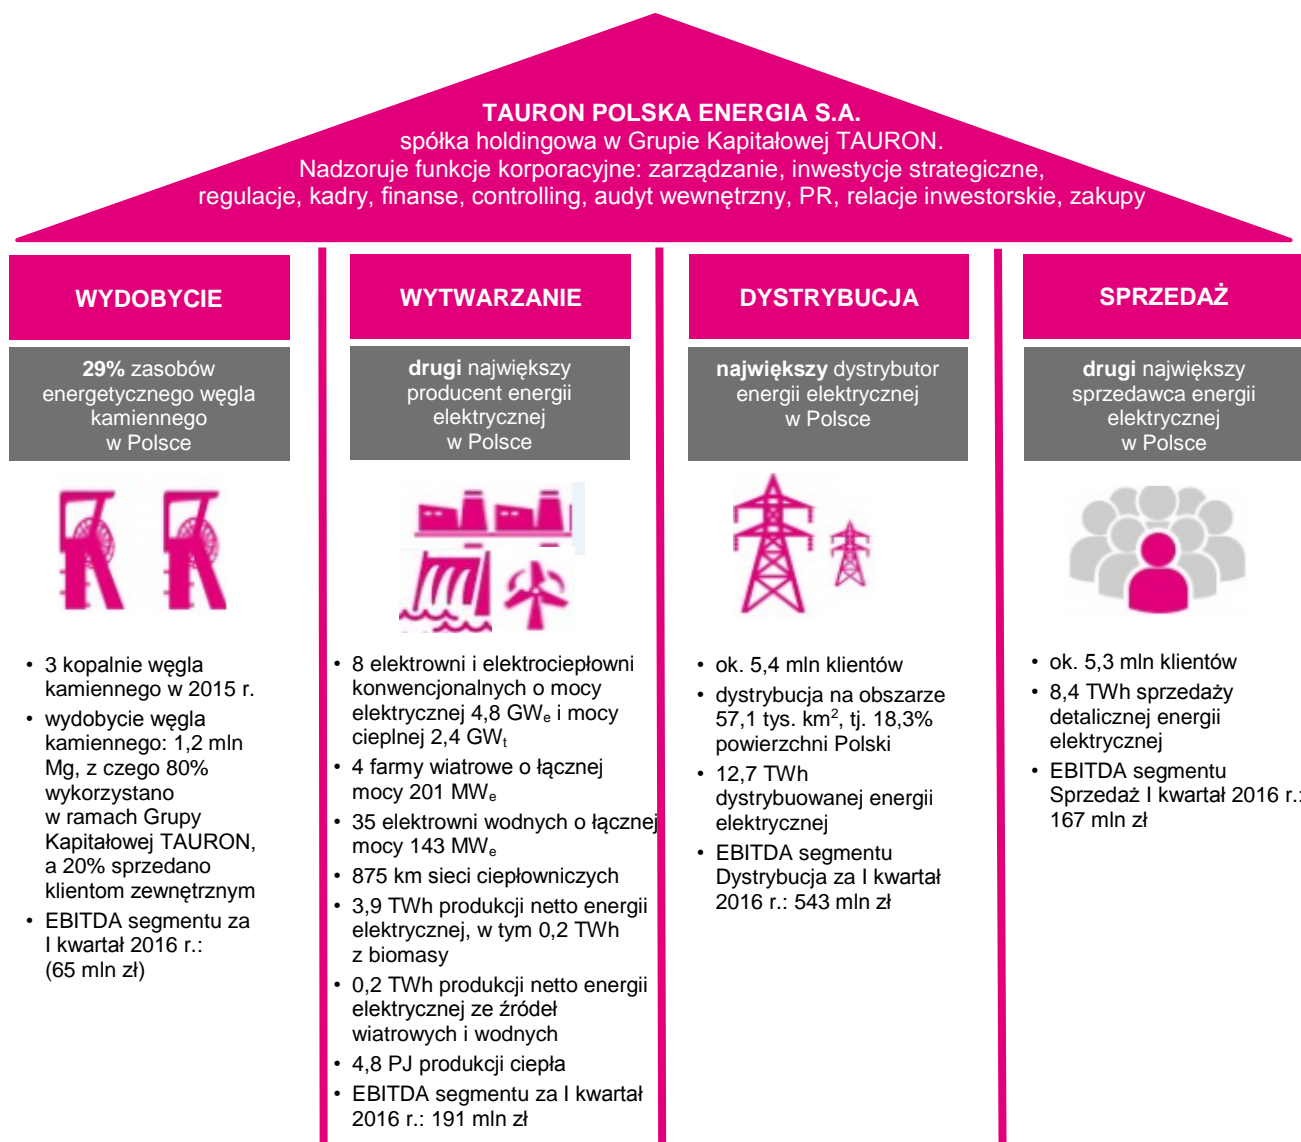 TAURON POLSKA ENERGIA S.A.
spółka holdingowa w Grupie Kapitałowej TAURON.
Nadzoruje funkcje korporacyjne: zarządzanie, inwestycje strategiczne,
regulacje, kadry, finanse, controlling, audyt wewnętrzny, PR, relacje inwestorskie, zakupy
WYDOBYCIE
29% zasobów
energetycznego węgla
kamiennego
w Polsce
• 3 kopalnie węgla
kamiennego w 2015 r.
• wydobycie węgla
kamiennego: 1,2 mln
Mg, z czego 80%
wykorzystano
w ramach Grupy
Kapitałowej TAURON,
a 20% sprzedano
klientom zewnętrznym
• EBITDA segmentu za
I kwartał 2016 r.:
(65 mln zł)
WYTWARZANIE
drugi największy
producent energii
elektrycznej
w Polsce
• 8 elektrowni i elektrociepłowni
konwencjonalnych o mocy
elektrycznej 4,8 GWₑ i mocy
cieplnej 2,4 GWₜ
• 4 farmy wiatrowe o łącznej
mocy 201 MWₑ
• 35 elektrowni wodnych o łącznej
mocy 143 MWₑ
• 875 km sieci ciepłowniczych
• 3,9 TWh produkcji netto energii
elektrycznej, w tym 0,2 TWh
z biomasy
• 0,2 TWh produkcji netto energii
elektrycznej ze źródeł
wiatrowych i wodnych
• 4,8 PJ produkcji ciepła
• EBITDA segmentu za I kwartał
2016 r.: 191 mln zł
DYSTRYBUCJA
największy dystrybutor
energii elektrycznej
w Polsce
• ok. 5,4 mln klientów
• dystrybucja na obszarze
57,1 tys. km², tj. 18,3%
powierzchni Polski
• 12,7 TWh
dystrybuowanej energii
elektrycznej
• EBITDA segmentu
Dystrybucja za I kwartał
2016 r.: 543 mln zł
SPRZEDAŻ
drugi największy
sprzedawca energii
elektrycznej
w Polsce
• ok. 5,3 mln klientów
• 8,4 TWh sprzedaży
detalicznej energii
elektrycznej
• EBITDA segmentu
Sprzedaż I kwartał 2016 r.:
167 mln zł